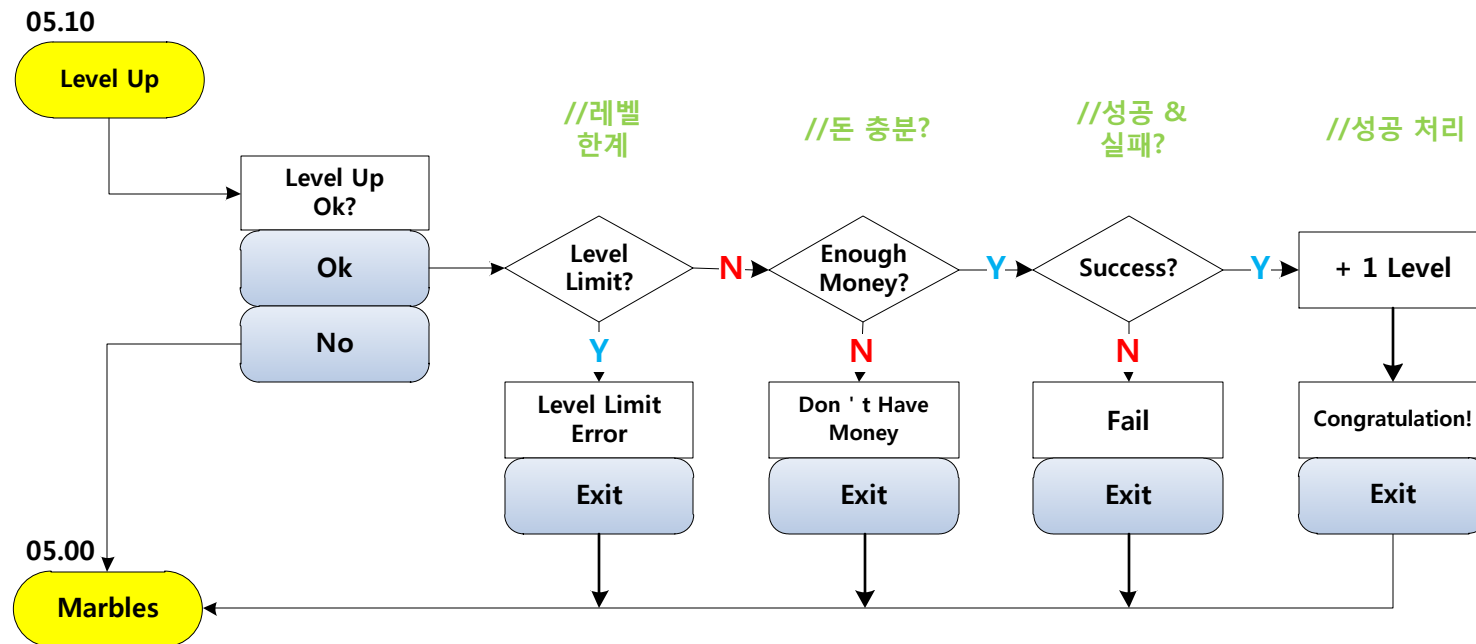 05.10
Level Up
//레벨
한계
//돈 충분?
//성공 &
실패?
//성공 처리
Level Up
Ok?
Ok
No
Level
Limit?
N
Enough
Money?
Y
Success?
Y
+ 1 Level
Y
N
N
Level Limit
Error
Exit
Don ' t Have
Money
Exit
Fail
Exit
Congratulation!
Exit
05.00
Marbles